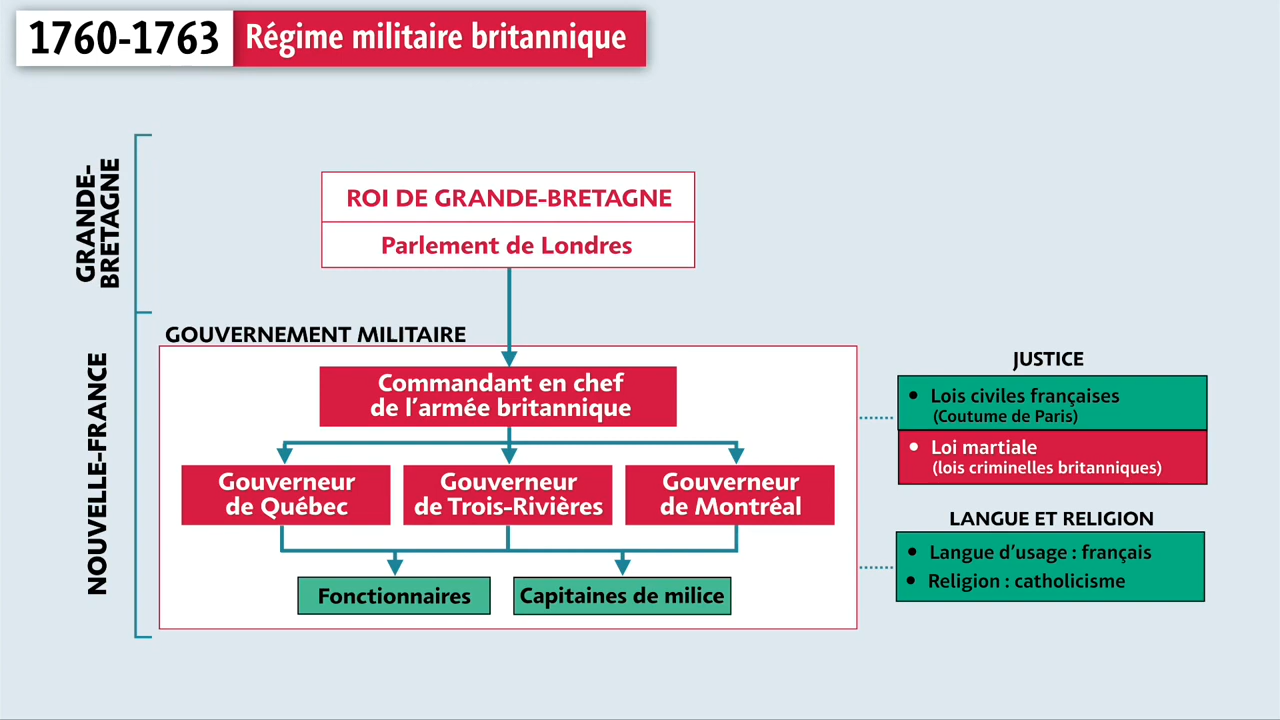 1760-1763 Régime militaire britannique
GRANDE-
BRETAGNE
ROI DE GRANDE-BRETAGNE
Parlement de Londres
NOUVELLE-FRANCE
GOUVERNEMENT MILITAIRE
Commandant en chef
de l'armée britannique
Gouverneur
de Québec
Gouverneur
de Trois-Rivières
Gouverneur
de Montréal
Fonctionnaires
Capitaines de milice
JUSTICE
• Lois civiles françaises
(Coutume de Paris)
• Loi martiale
(lois criminelles britanniques)
LANGUE ET RELIGION
• Langue d'usage : français
• Religion : catholicisme